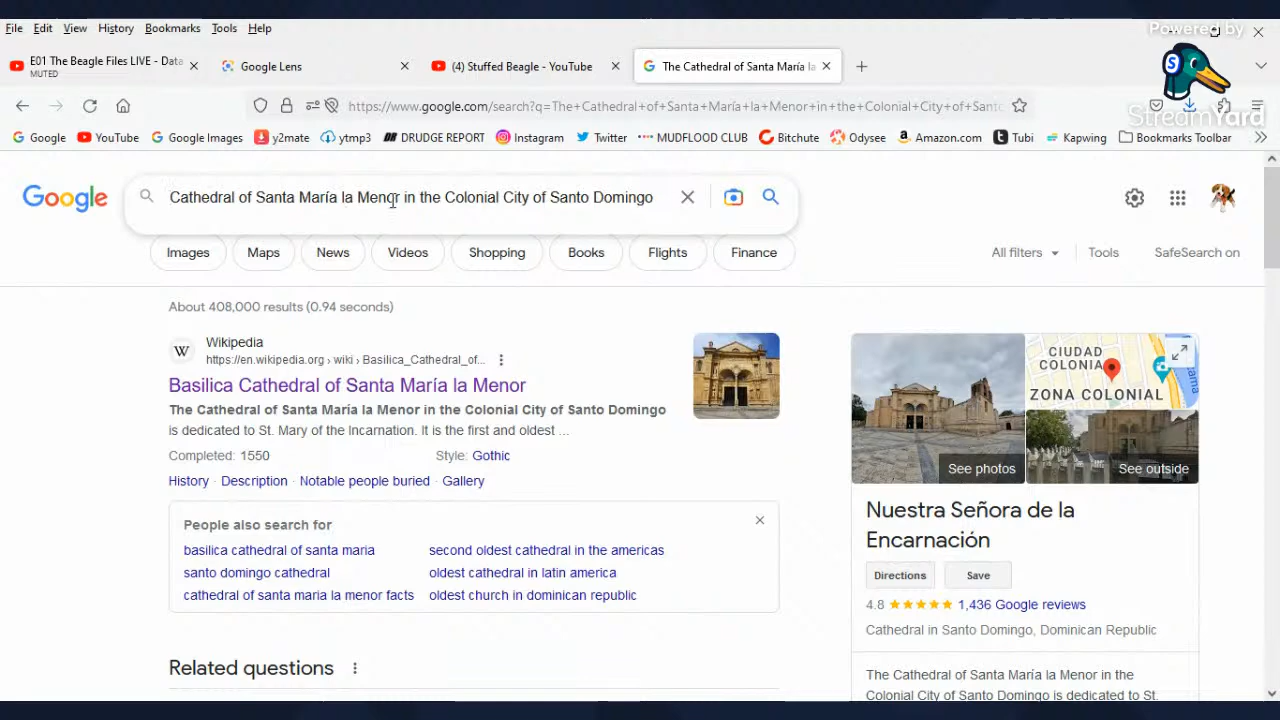 File Edit View History Bookmarks Tools Help
Powered by
E01 The Beagle Files LIVE - Data
MUTED
Google Lens
(4) Stuffed Beagle - YouTube
The Cathedral of Santa María la
https://www.google.com/search?q=The+Cathedral+of+Santa+María+la+Menor+in+the+Colonial+City+of+Santo
StreamYard
Google YouTube Google Images y2mate ytmp3 DRUDGE REPORT Instagram Twitter MUDFLOOD CLUB Bitchute Odysee Amazon.com Tubi Kapwing Bookmarks Toolbar
Google
Cathedral of Santa María la Menor in the Colonial City of Santo Domingo
Images Maps News Videos Shopping Books Flights Finance All filters Tools SafeSearch on
About 408,000 results (0.94 seconds)
W
Wikipedia
https://en.wikipedia.org › wiki › Basilica_Cathedral_of...
Basilica Cathedral of Santa María la Menor
The Cathedral of Santa María la Menor in the Colonial City of Santo Domingo
is dedicated to St. Mary of the Incarnation. It is the first and oldest ...
Completed: 1550 Style: Gothic
History · Description · Notable people buried · Gallery
People also search for
basilica cathedral of santa maria
second oldest cathedral in the americas
santo domingo cathedral
oldest cathedral in latin america
cathedral of santa maria la menor facts
oldest church in dominican republic
Related questions
CIUDAD
COLONIA
ZONA COLONIAL
See photos
See outside
Nuestra Señora de la
Encarnación
Directions Save
4.8 1,436 Google reviews
Cathedral in Santo Domingo, Dominican Republic
The Cathedral of Santa María la Menor in the
Colonial City of Santo Domingo is dedicated to St.